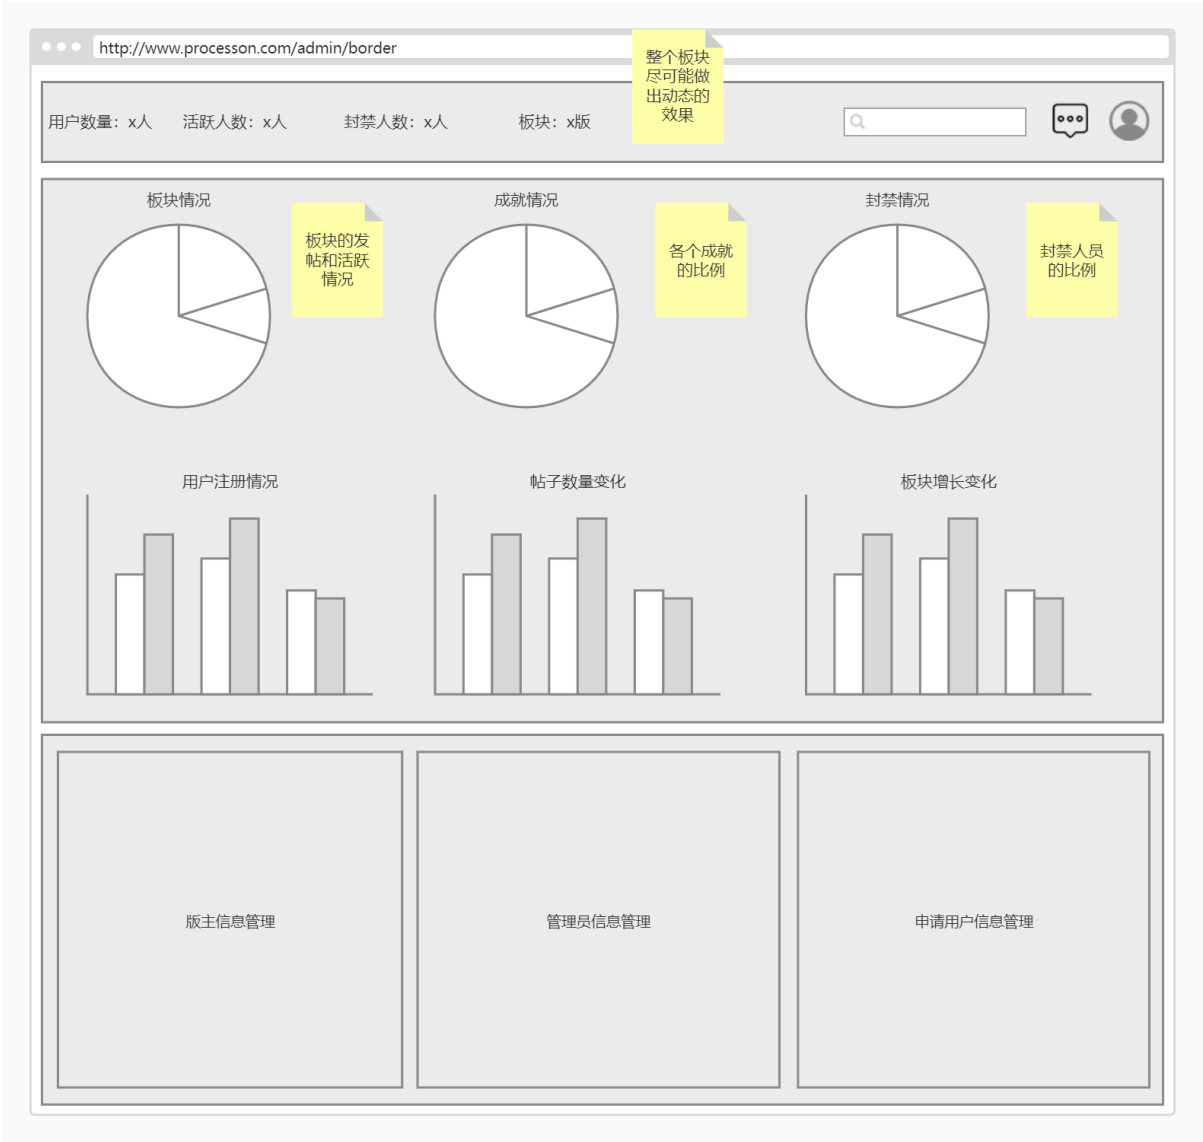 http://www.processon.com/admin/border
整个板块
尽可能做
出动态的
效果
用户数量：x人
活跃人数：x人
封禁人数：x人
板块：x版
板块情况
板块的发
帖和活跃
情况
成就情况
各个成就
的比例
封禁情况
封禁人员
的比例
用户注册情况
帖子数量变化
板块增长变化
版主信息管理
管理员信息管理
申请用户信息管理